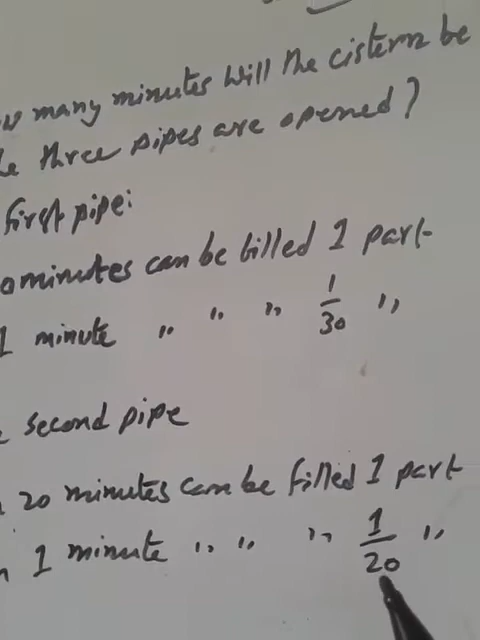 many minutes will the cistern be
three pipes are opened?
first pipe:
minutes can be filled 1 part
1 minute " " " 1/30 "
second pipe
20 minutes can be filled 1 part
1 minute " " " 1/20 "